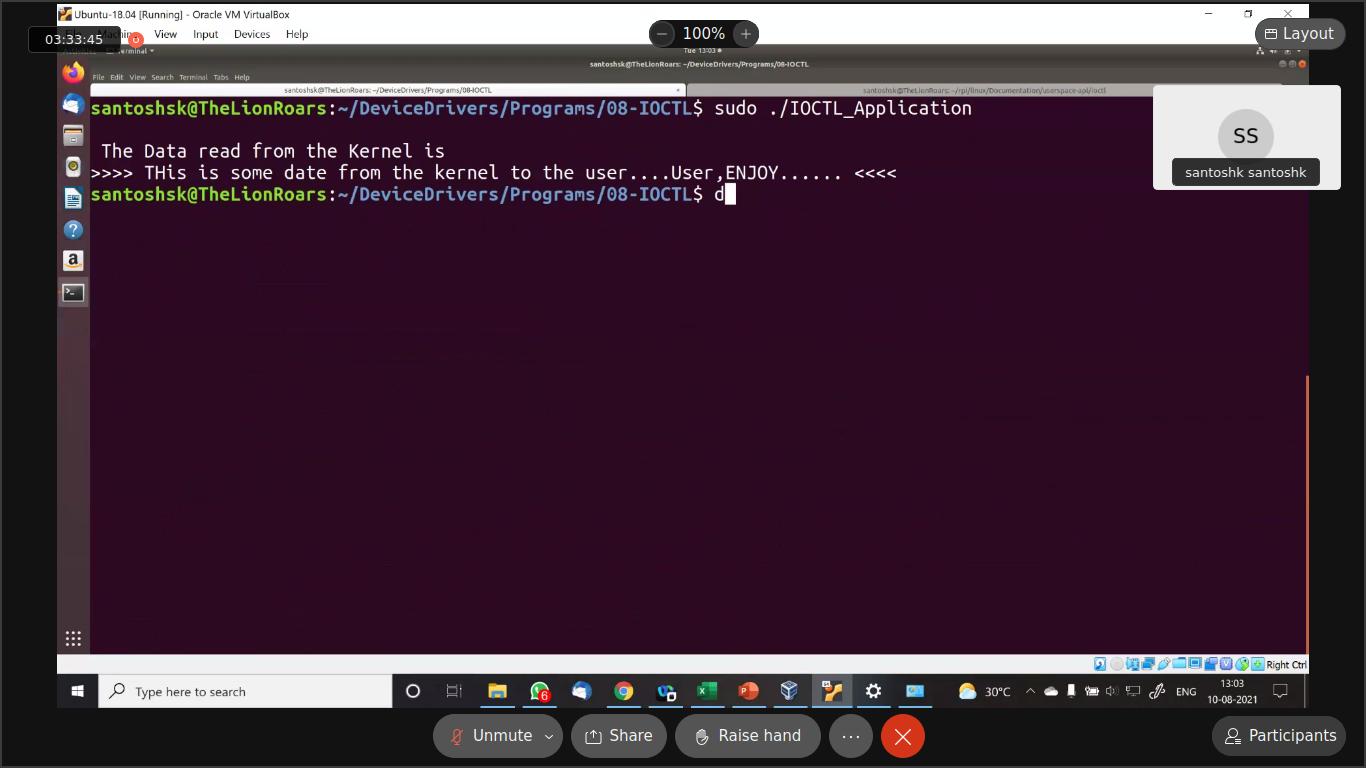 Ubuntu-18.04 [Running] - Oracle VM VirtualBox
03:33:45
View Input Devices Help
100%
Layout
Terminal
Tue 13:03
santoshsk@TheLionRoars: ~/DeviceDrivers/Programs/08-IOCTL
File Edit View Search Terminal Tabs Help
santoshsk@TheLionRoars: ~/DeviceDrivers/Programs/08-IOCTL
santoshsk@TheLionRoars: ~/rpi/linux/Documentation/userspace-api/ioctl
santoshsk@TheLionRoars:~/DeviceDrivers/Programs/08-IOCTL$ sudo ./IOCTL_Application
The Data read from the Kernel is
>>>> THis is some date from the kernel to the user....User,ENJOY...... <<<<
santoshsk@TheLionRoars:~/DeviceDrivers/Programs/08-IOCTL$ d
SS
santoshk santoshk
Right Ctrl
Type here to search
6
30°C
ENG
13:03
10-08-2021
Unmute
Share
Raise hand
Participants